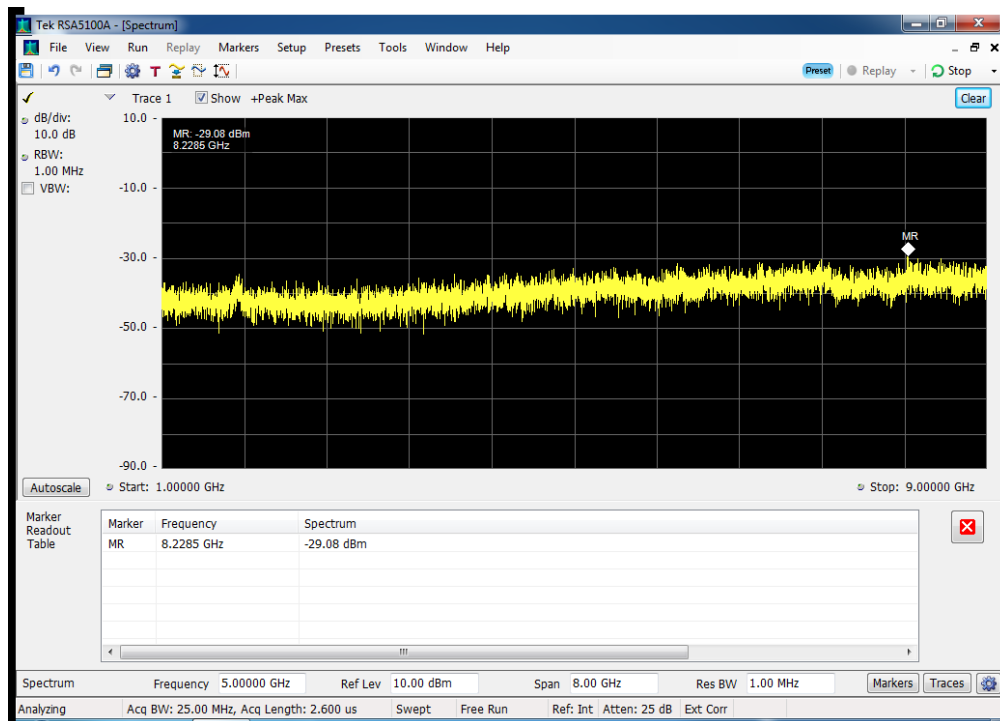 Tek RSA5100A - [Spectrum]
File View Run Replay Markers Setup Presets Tools Window Help
T Preset Replay Stop
Trace 1 Show +Peak Max Clear
dB/div:
10.0 dB
RBW:
1.00 MHz
VBW:
10.0
-10.0
-30.0
-50.0
-70.0
-90.0
MR: -29.08 dBm
8.2285 GHz
MR
Autoscale Start: 1.00000 GHz Stop: 9.00000 GHz
Marker
Readout
Table
Marker Frequency Spectrum
MR 8.2285 GHz -29.08 dBm
Spectrum Frequency 5.00000 GHz Ref Lev 10.00 dBm Span 8.00 GHz Res BW 1.00 MHz Markers Traces
Analyzing Acq BW: 25.00 MHz, Acq Length: 2.600 us Swept Free Run Ref: Int Atten: 25 dB Ext Corr